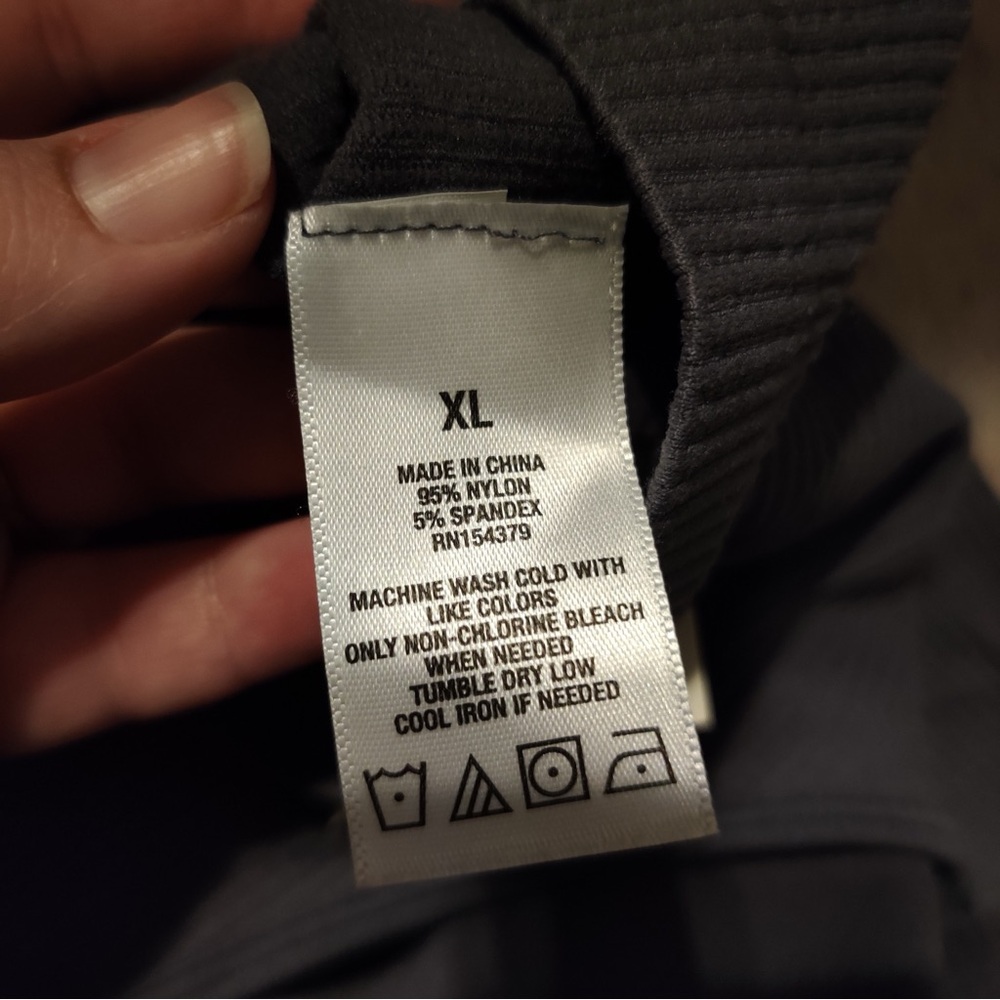 XL
MADE IN CHINA
95% NYLON
5% SPANDEX
RN154379
MACHINE WASH COLD WITH
LIKE COLORS
ONLY NON-CHLORINE BLEACH
WHEN NEEDED
TUMBLE DRY LOW
COOL IRON IF NEEDED